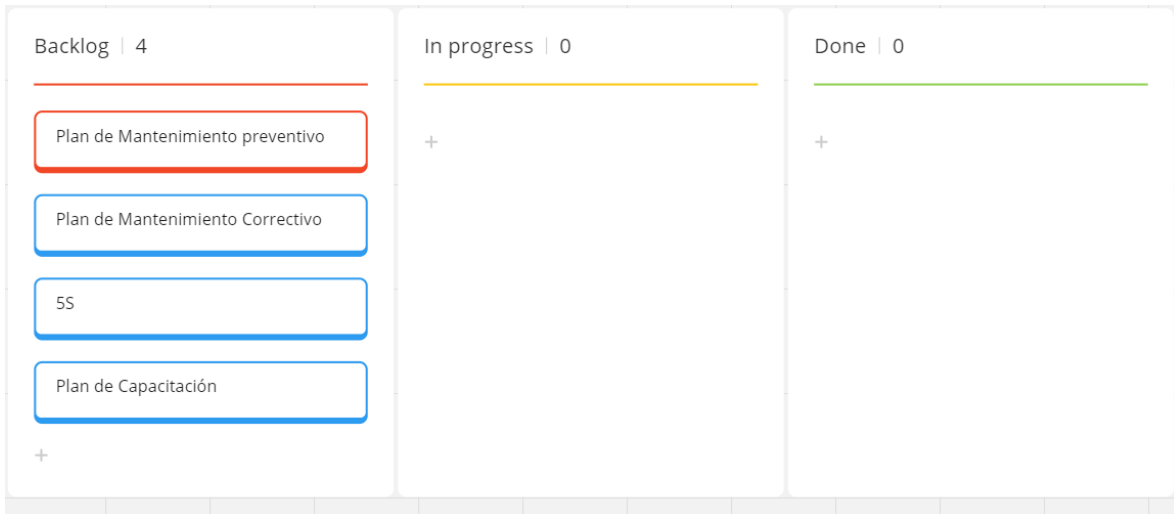 Backlog | 4
Plan de Mantenimiento preventivo
Plan de Mantenimiento Correctivo
5S
Plan de Capacitación
+
In progress | 0
+
Done | 0
+